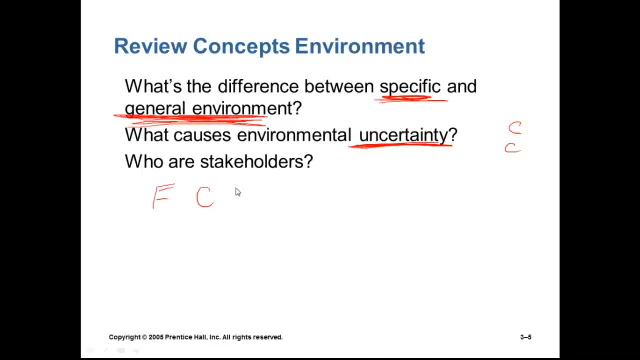 Review Concepts Environment
What's the difference between specific and
general environment?
What causes environmental uncertainty?
C
C
Who are stakeholders?
F C
Copyright © 2005 Prentice Hall, Inc. All rights reserved.
3–5